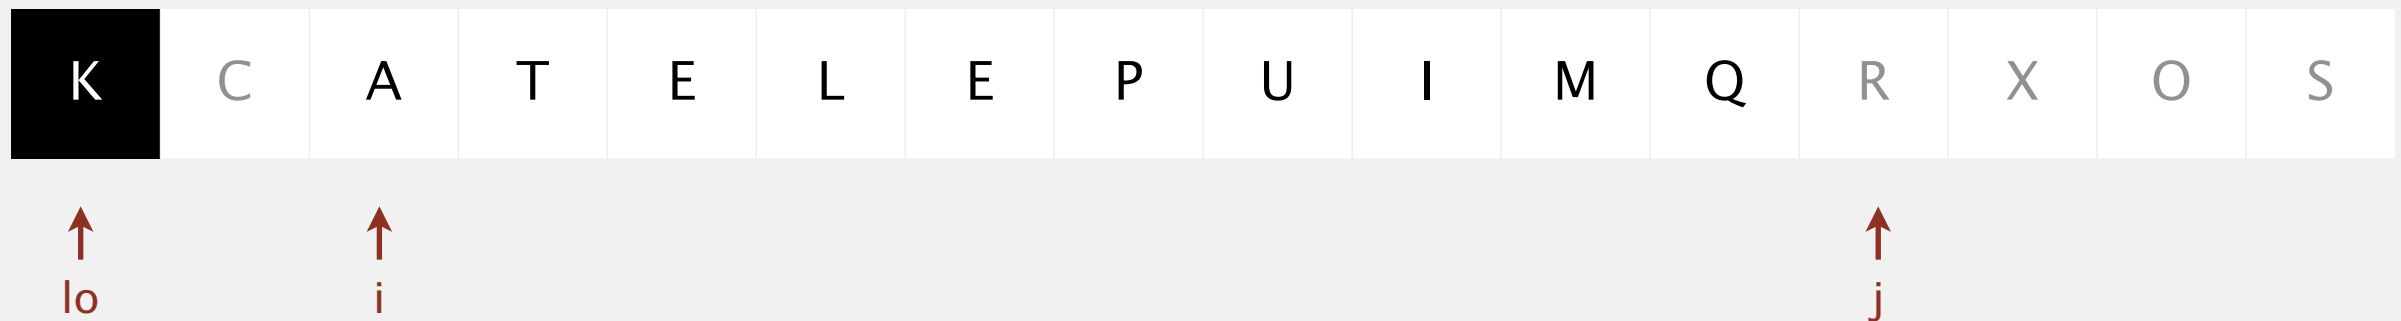 K C A T E L E P U I M Q R X O S
lo i j